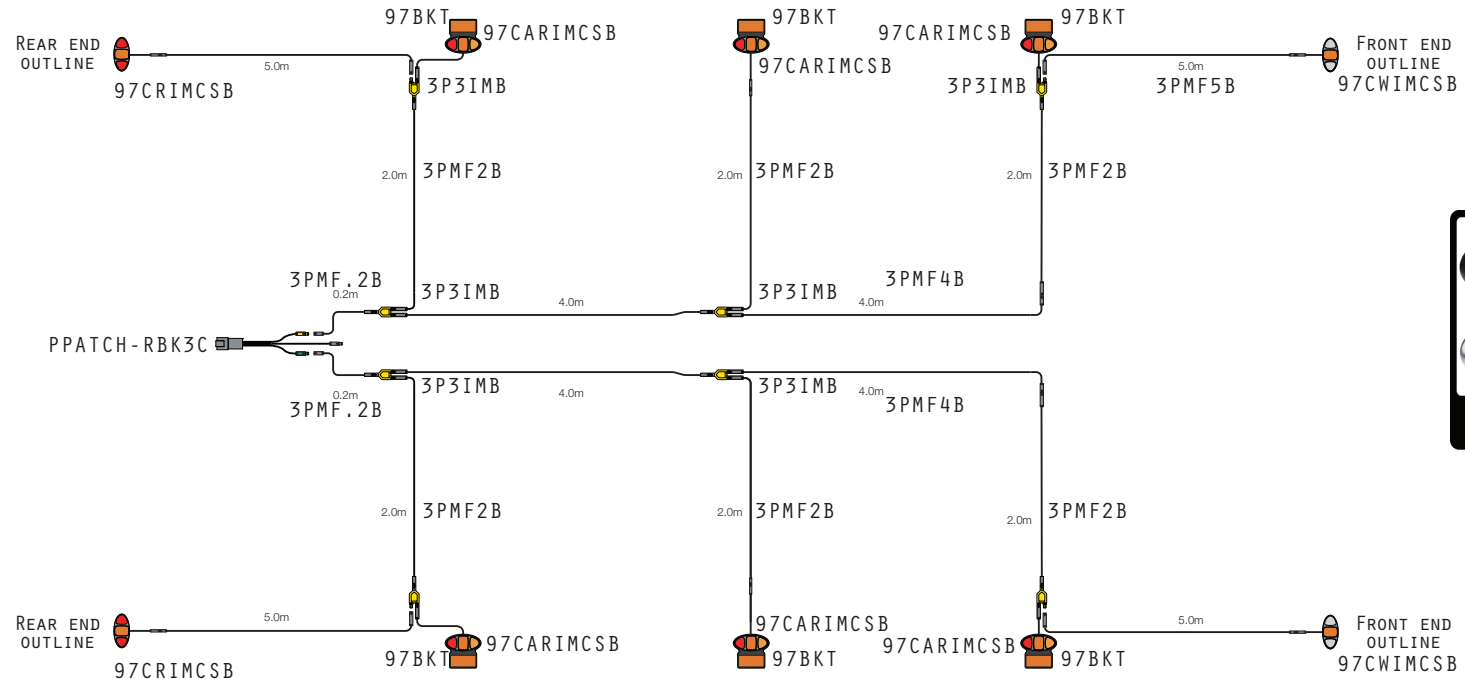 97BKT
97CARIMCSB
97BKT
97CARIMCSB
97BKT
97CARIMCSB
Rear end
outline
97CRIMCSB
5.0m
3P3IMB
3P3IMB
5.0m
3PMF5B
Front end
outline
97CWIMCSB
2.0m
3PMF2B
2.0m
3PMF2B
2.0m
3PMF2B
3PMF.2B
0.2m
3P3IMB
4.0m
3P3IMB
3PMF4B
4.0m
PPATCH-RBK3C
0.2m
3PMF.2B
3P3IMB
4.0m
3P3IMB
4.0m
3PMF4B
2.0m
3PMF2B
2.0m
3PMF2B
2.0m
3PMF2B
Rear end
outline
97CRIMCSB
5.0m
97CARIMCSB
97BKT
97CARIMCSB
97BKT
97CARIMCSB
97BKT
5.0m
Front end
outline
97CWIMCSB